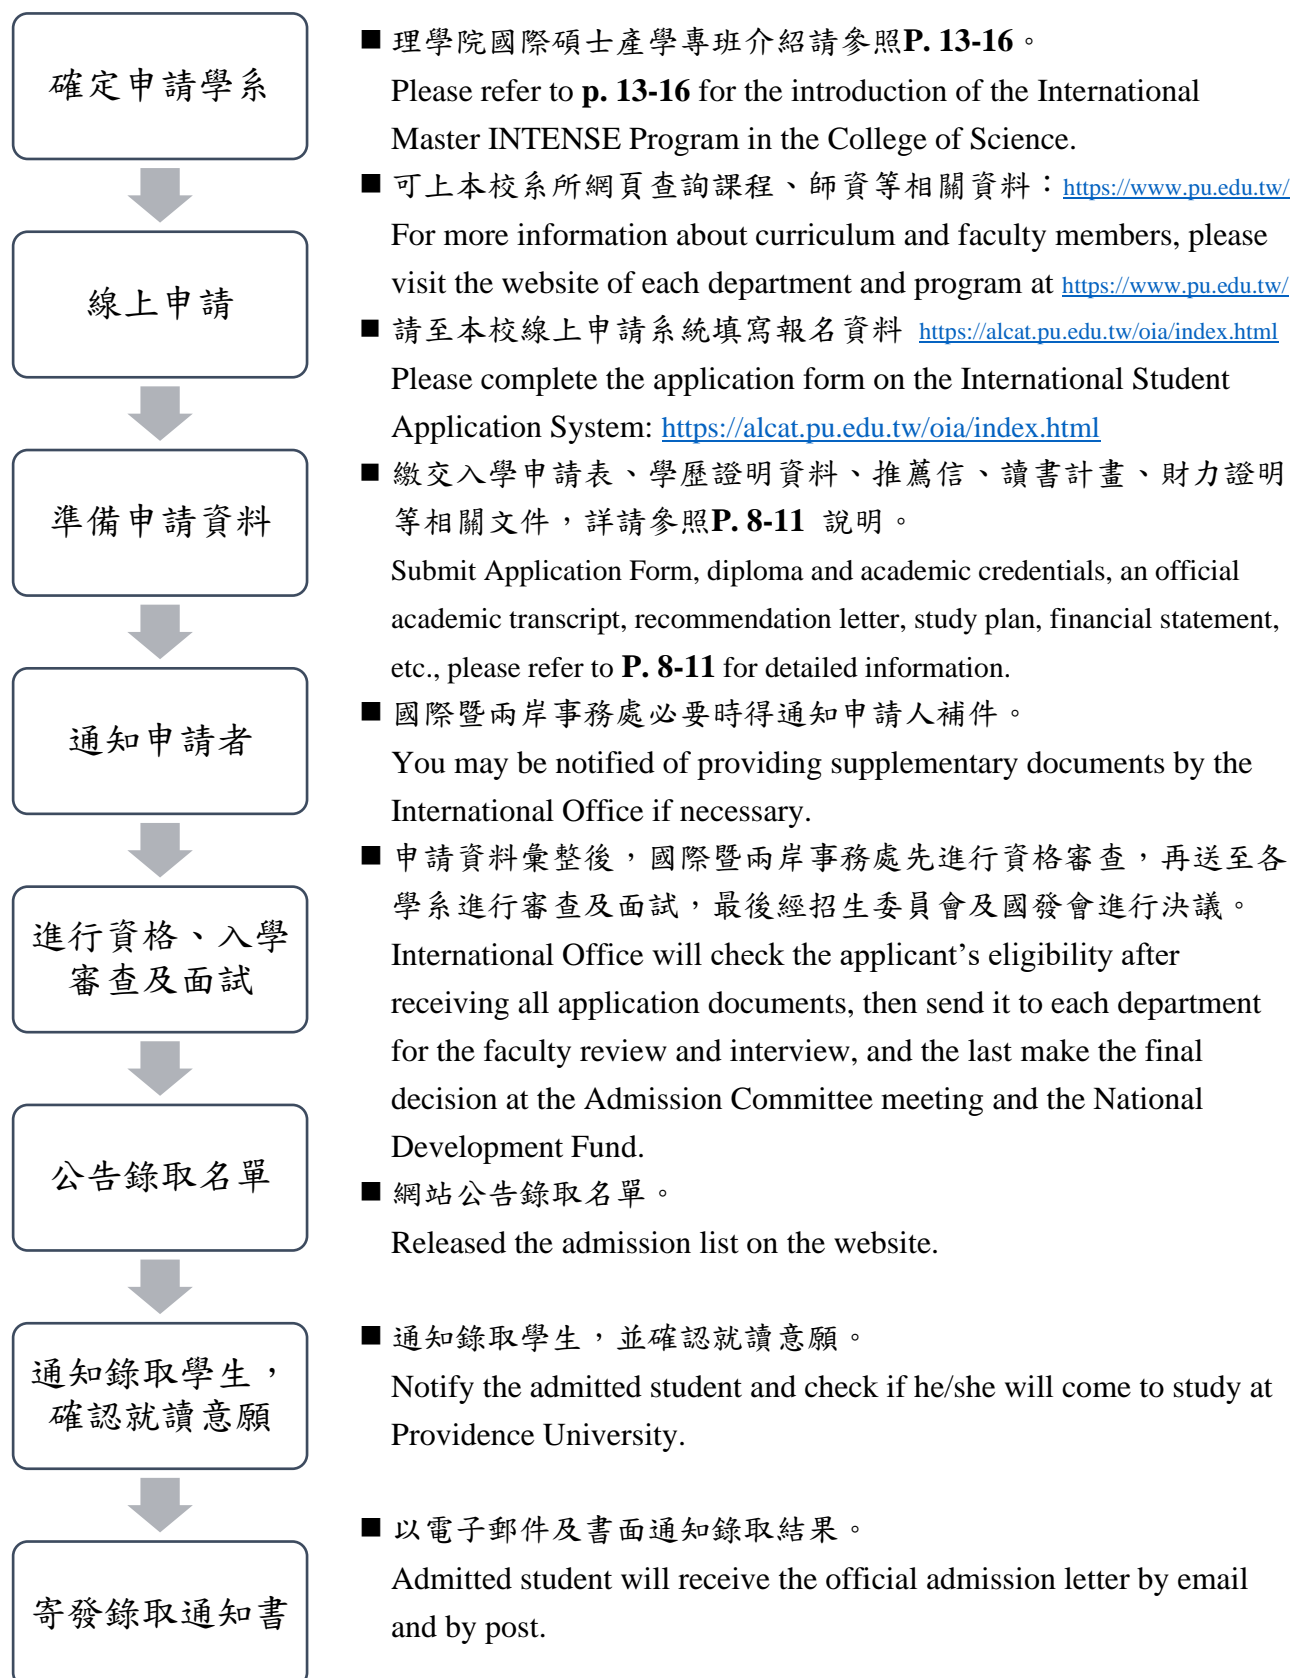 確定申請學系
線上申請
準備申請資料
通知申請者
進行資格、入學
審查及面試
公告錄取名單
通知錄取學生，
確認就讀意願
寄發錄取通知書
■ 理學院國際碩士產學專班介紹請參照P. 13-16。
Please refer to p. 13-16 for the introduction of the International
Master INTENSE Program in the College of Science.
■ 可上本校系所網頁查詢課程、師資等相關資料：https://www.pu.edu.tw/
For more information about curriculum and faculty members, please
visit the website of each department and program at https://www.pu.edu.tw/
■ 請至本校線上申請系統填寫報名資料 https://alcat.pu.edu.tw/oia/index.html
Please complete the application form on the International Student
Application System: https://alcat.pu.edu.tw/oia/index.html
■ 繳交入學申請表、學歷證明資料、推薦信、讀書計畫、財力證明
等相關文件，詳請參照P. 8-11 說明。
Submit Application Form, diploma and academic credentials, an official
academic transcript, recommendation letter, study plan, financial statement,
etc., please refer to P. 8-11 for detailed information.
■ 國際暨兩岸事務處必要時得通知申請人補件。
You may be notified of providing supplementary documents by the
International Office if necessary.
■ 申請資料彙整後，國際暨兩岸事務處先進行資格審查，再送至各
學系進行審查及面試，最後經招生委員會及國發會進行決議。
International Office will check the applicant’s eligibility after
receiving all application documents, then send it to each department
for the faculty review and interview, and the last make the final
decision at the Admission Committee meeting and the National
Development Fund.
■ 網站公告錄取名單。
Released the admission list on the website.
■ 通知錄取學生，並確認就讀意願。
Notify the admitted student and check if he/she will come to study at
Providence University.
■ 以電子郵件及書面通知錄取結果。
Admitted student will receive the official admission letter by email
and by post.